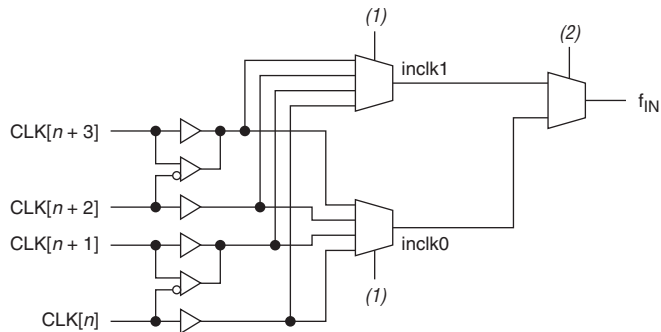 (1)
(2)
inclk1
f_IN
CLK[n + 3]
CLK[n + 2]
CLK[n + 1]
inclk0
(1)
CLK[n]